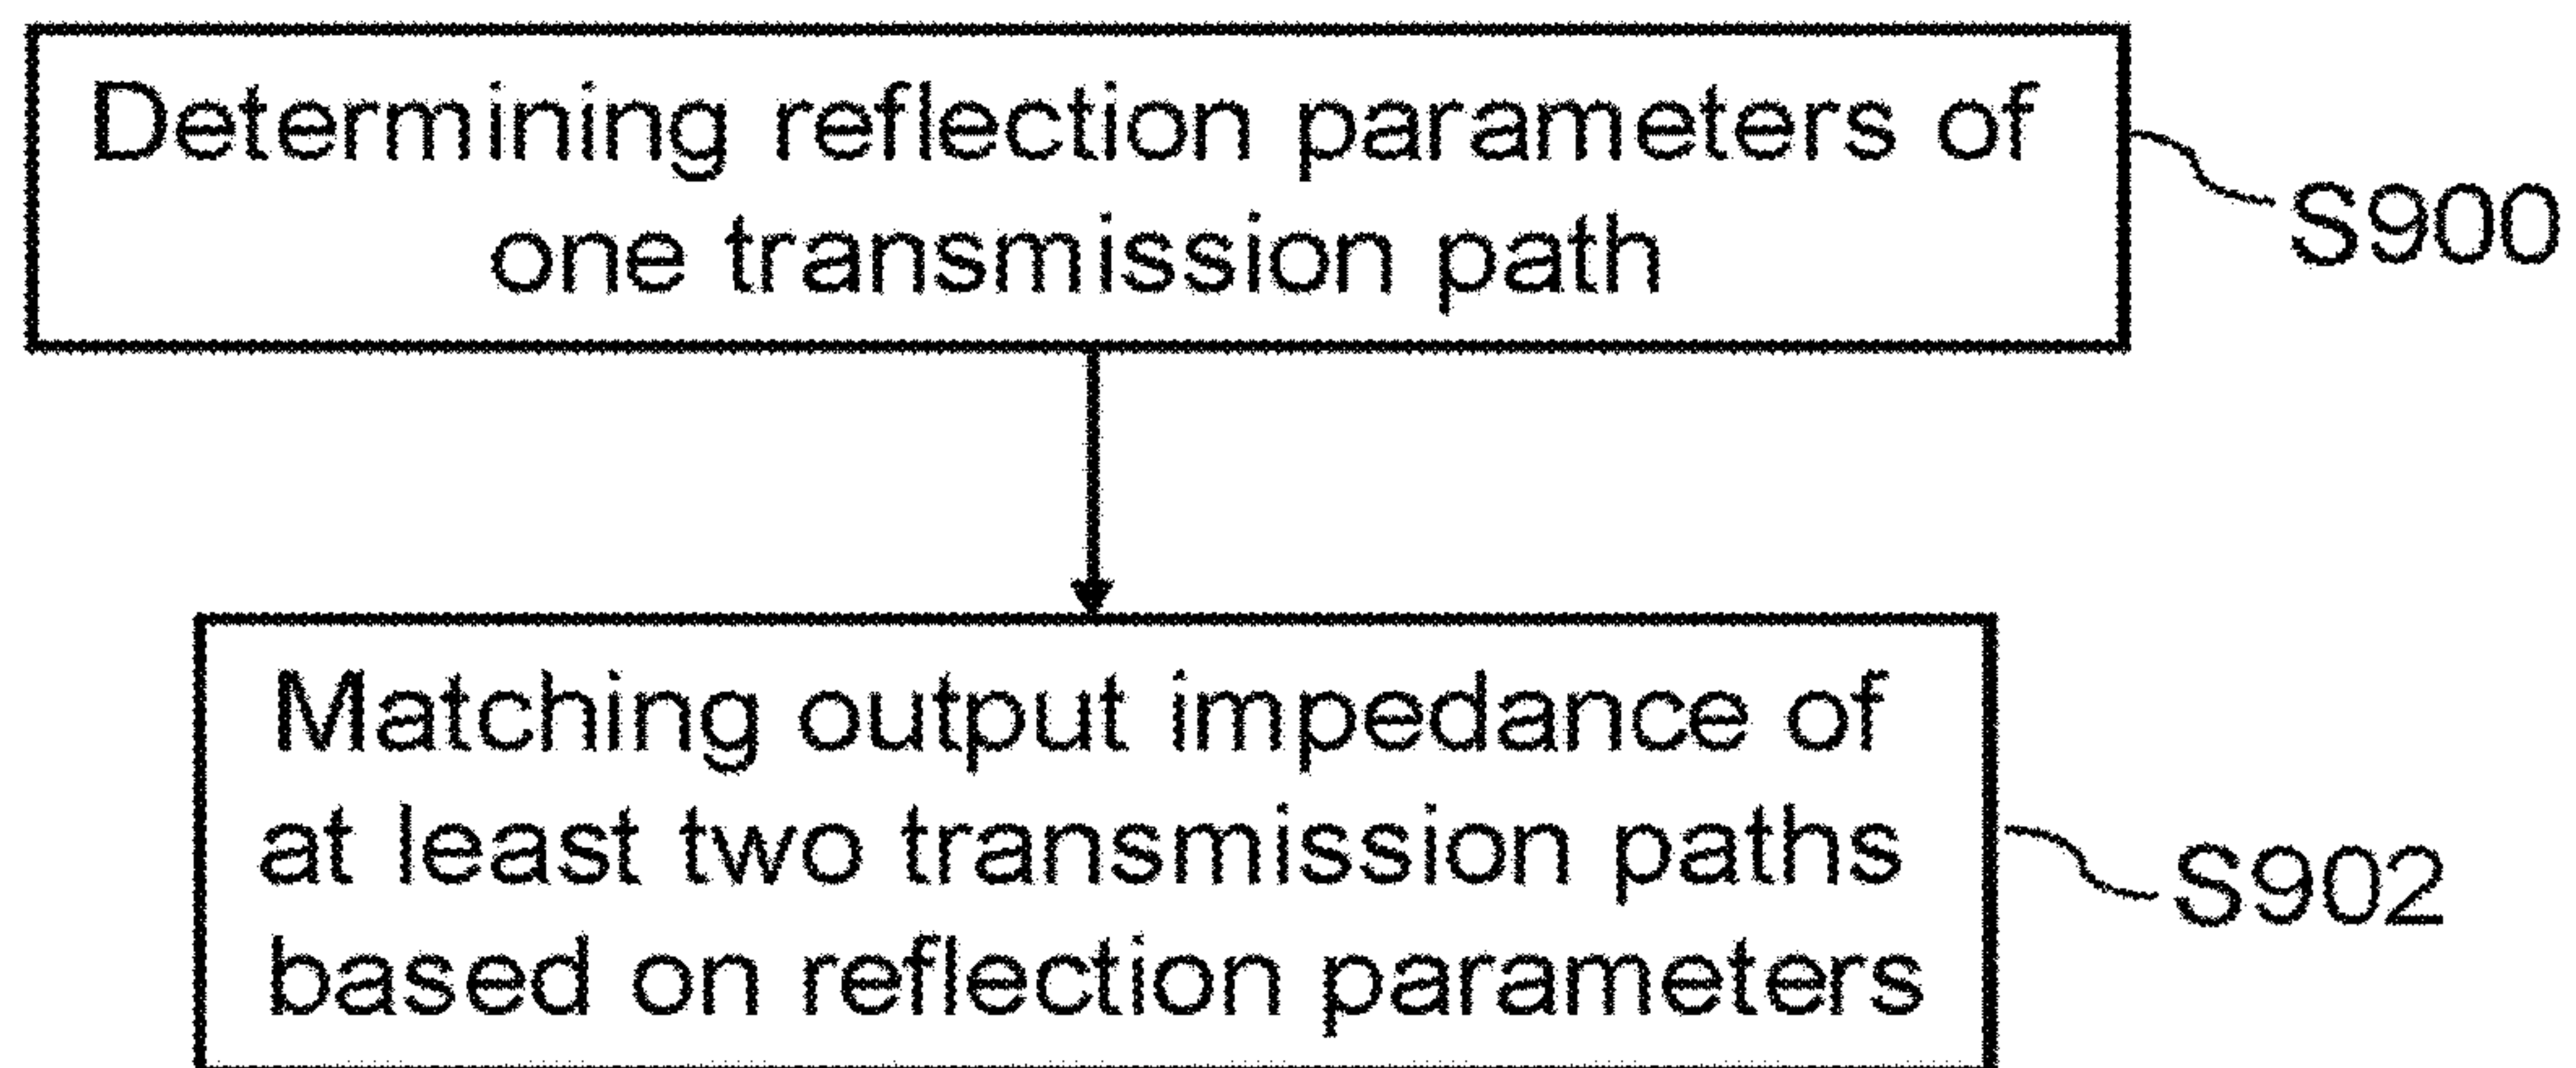 Determining reflection parameters of
one transmission path
S900
Matching output impedance of
at least two transmission paths
based on reflection parameters
S902